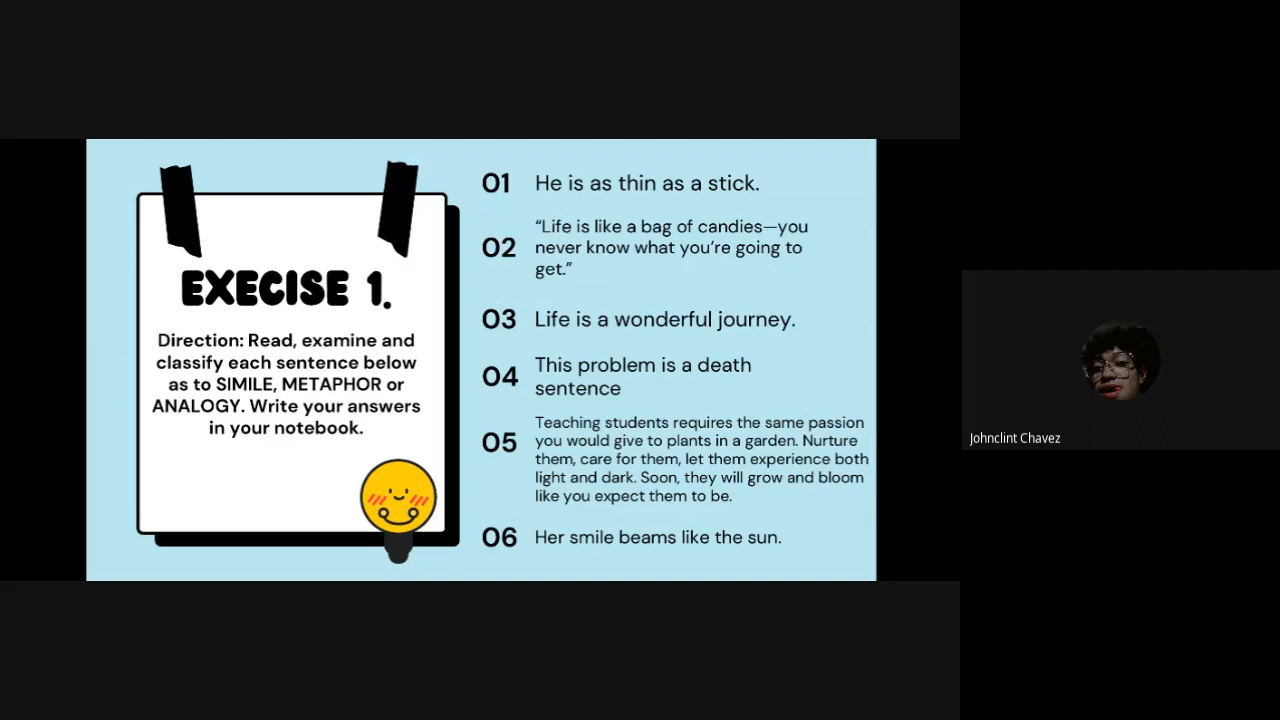 EXECISE 1.
Direction: Read, examine and
classify each sentence below
as to SIMILE, METAPHOR or
ANALOGY. Write your answers
in your notebook.
01 He is as thin as a stick.
02 “Life is like a bag of candies—you
never know what you’re going to
get.”
03 Life is a wonderful journey.
04 This problem is a death
sentence
05 Teaching students requires the same passion
you would give to plants in a garden. Nurture
them, care for them, let them experience both
light and dark. Soon, they will grow and bloom
like you expect them to be.
06 Her smile beams like the sun.
Johnclint Chavez